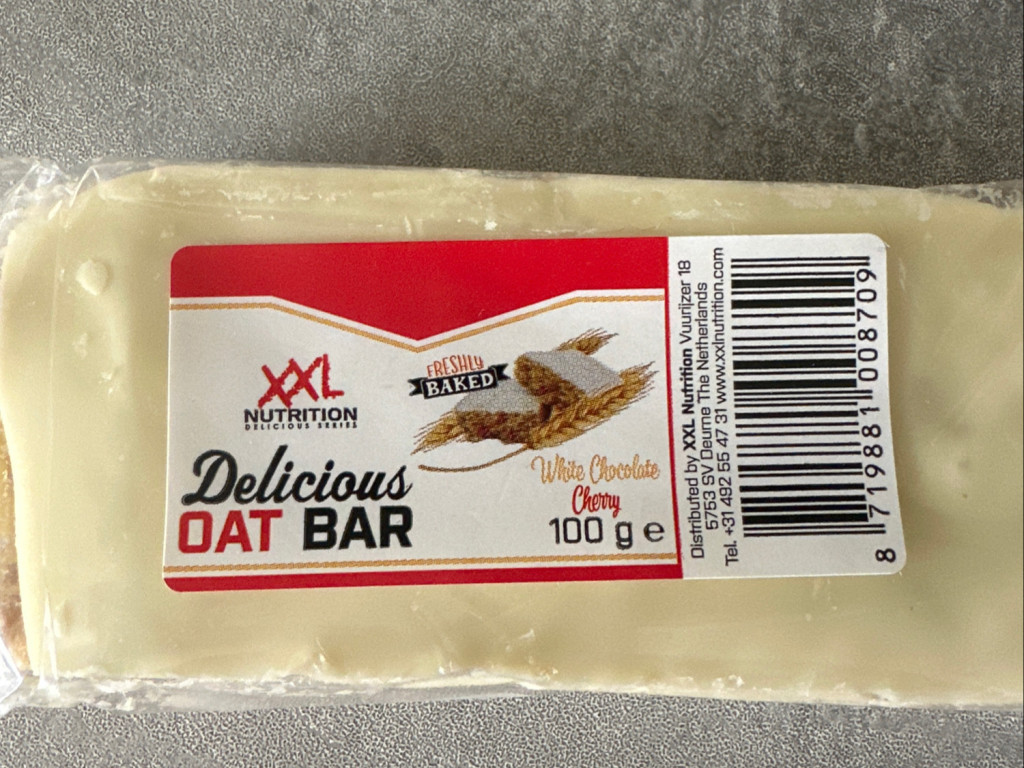 XXL
NUTRITION
DELICIOUS SERIES
FRESHLY
BAKED
Delicious
OAT BAR
White Chocolate
Cherry
100 g e
Distributed by XXL Nutrition Vuurijzer 18
5753 SV Deurne The Netherlands
Tel. +31 492 55 47 31 www.xxlnutrition.com
8 719881 008709